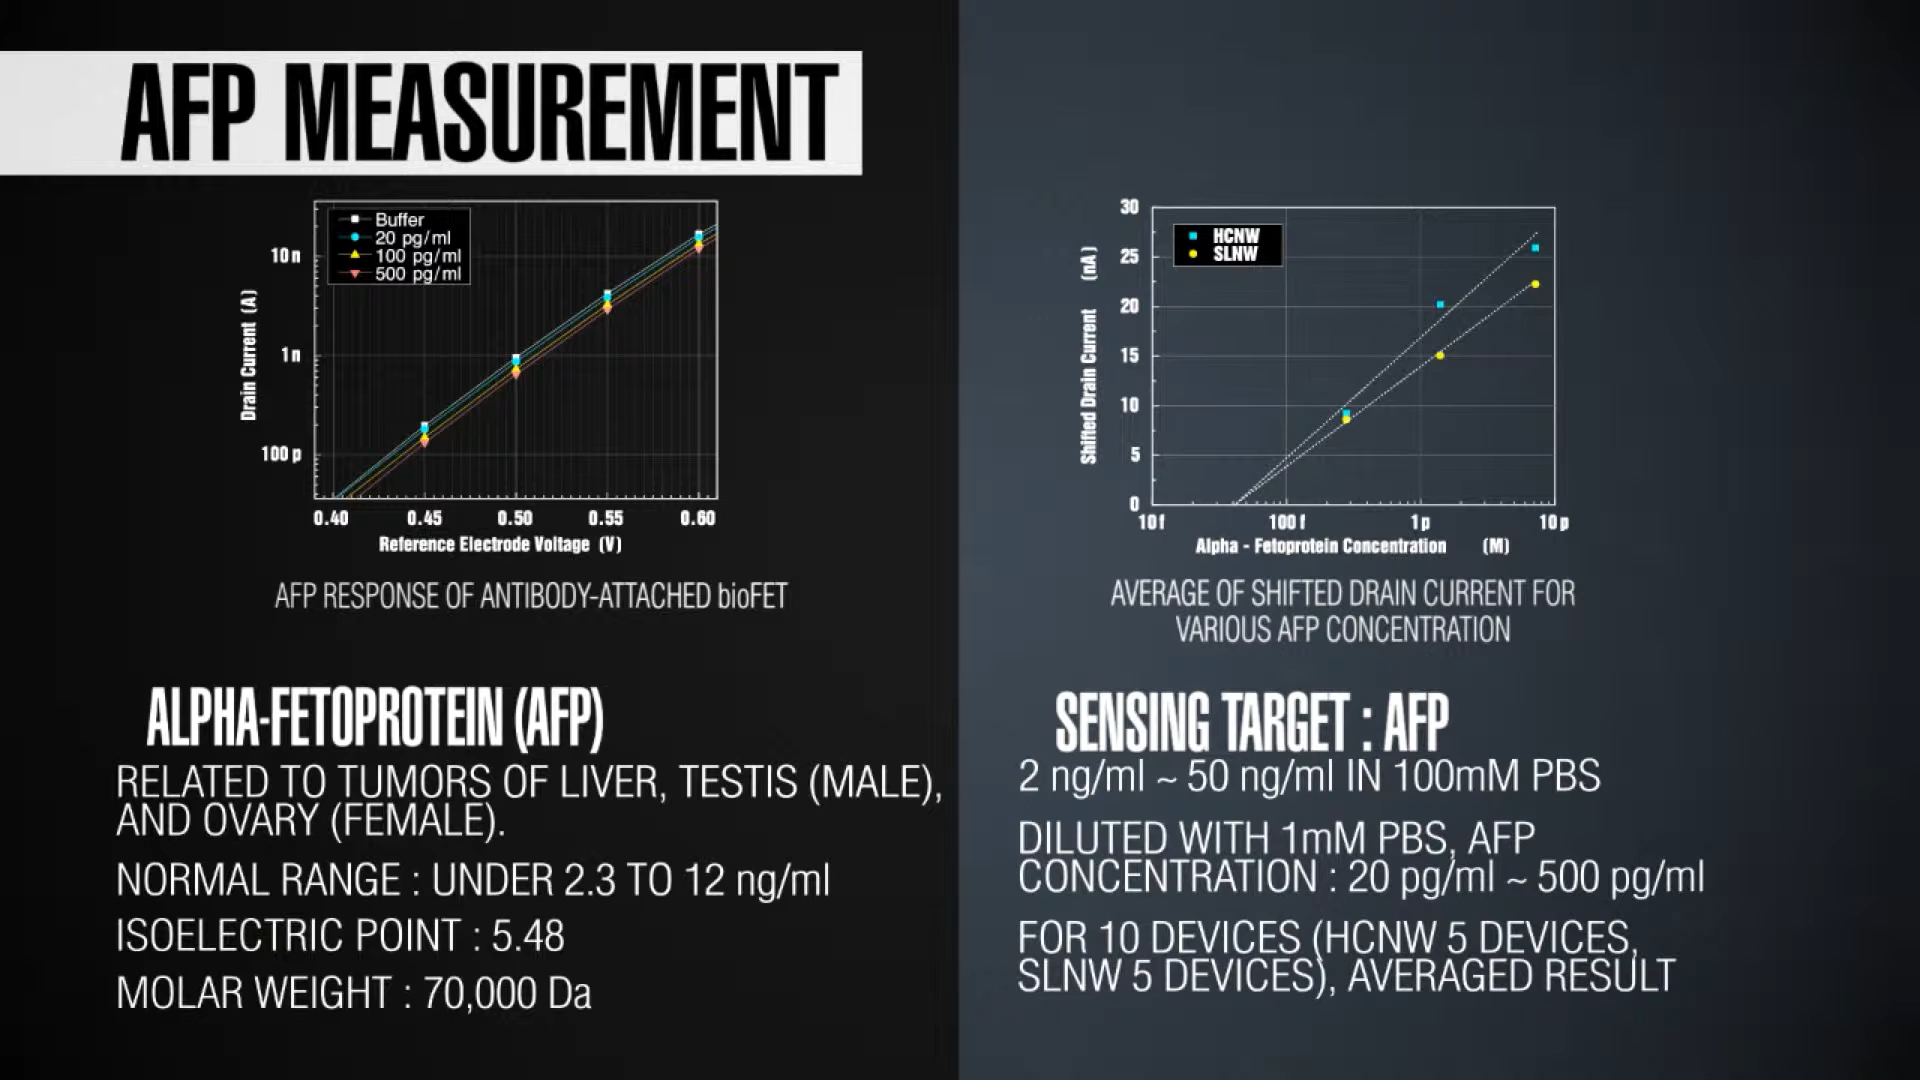 AFP MEASUREMENT
Buffer
20 pg/ml
100 pg/ml
500 pg/ml
10n
1n
100 p
Drain Current (A)
0.40 0.45 0.50 0.55 0.60
Reference Electrode Voltage (V)
AFP RESPONSE OF ANTIBODY-ATTACHED bioFET
ALPHA-FETOPROTEIN (AFP)
RELATED TO TUMORS OF LIVER, TESTIS (MALE),
AND OVARY (FEMALE).
NORMAL RANGE : UNDER 2.3 TO 12 ng/ml
ISOELECTRIC POINT : 5.48
MOLAR WEIGHT : 70,000 Da
HCNW
SLNW
30
25
20
15
10
5
0
Shifted Drain Current (nA)
10f 100f 1p 10p
Alpha - Fetoprotein Concentration (M)
AVERAGE OF SHIFTED DRAIN CURRENT FOR
VARIOUS AFP CONCENTRATION
SENSING TARGET : AFP
2 ng/ml ~ 50 ng/ml IN 100mM PBS
DILUTED WITH 1mM PBS, AFP
CONCENTRATION : 20 pg/ml ~ 500 pg/ml
FOR 10 DEVICES (HCNW 5 DEVICES,
SLNW 5 DEVICES), AVERAGED RESULT